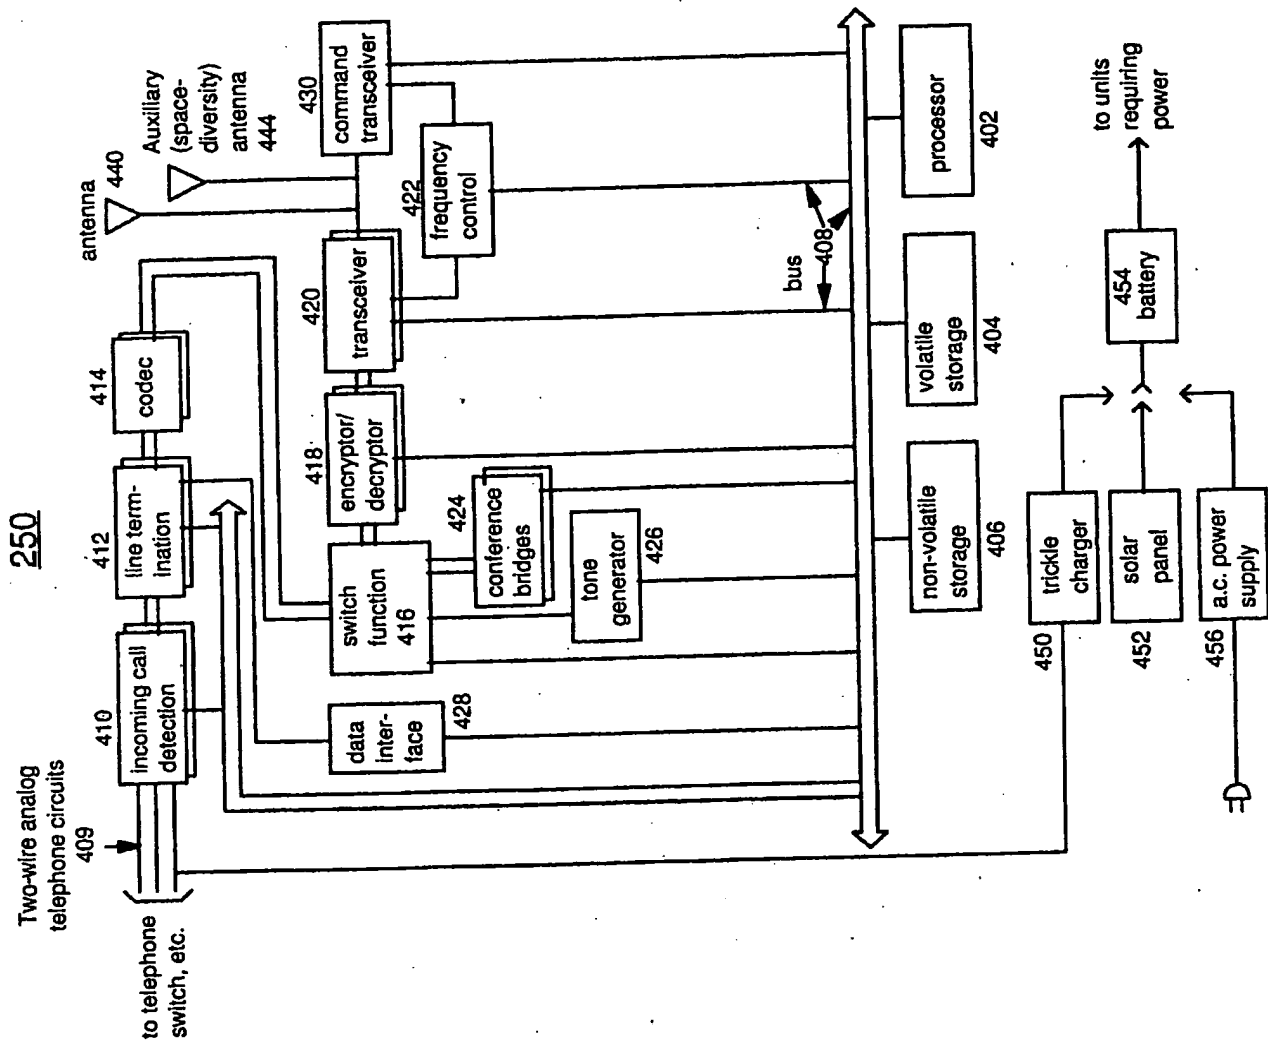 250
Two-wire analog
telephone circuits
409
to telephone
switch, etc.
410
incoming call
detection
412
line term-
ination
414
codec
antenna
440
Auxiliary
(space-
diversity)
antenna
444
data
inter-
face
428
switch
function
416
418
encryptor/
decryptor
420
transceiver
422
frequency
control
430
command
transceiver
424
conference
bridges
tone
generator
426
bus
408
non-volatile
storage
406
volatile
storage
404
processor
402
450
trickle
charger
452
solar
panel
456
a.c. power
supply
454
battery
to units
requiring
power